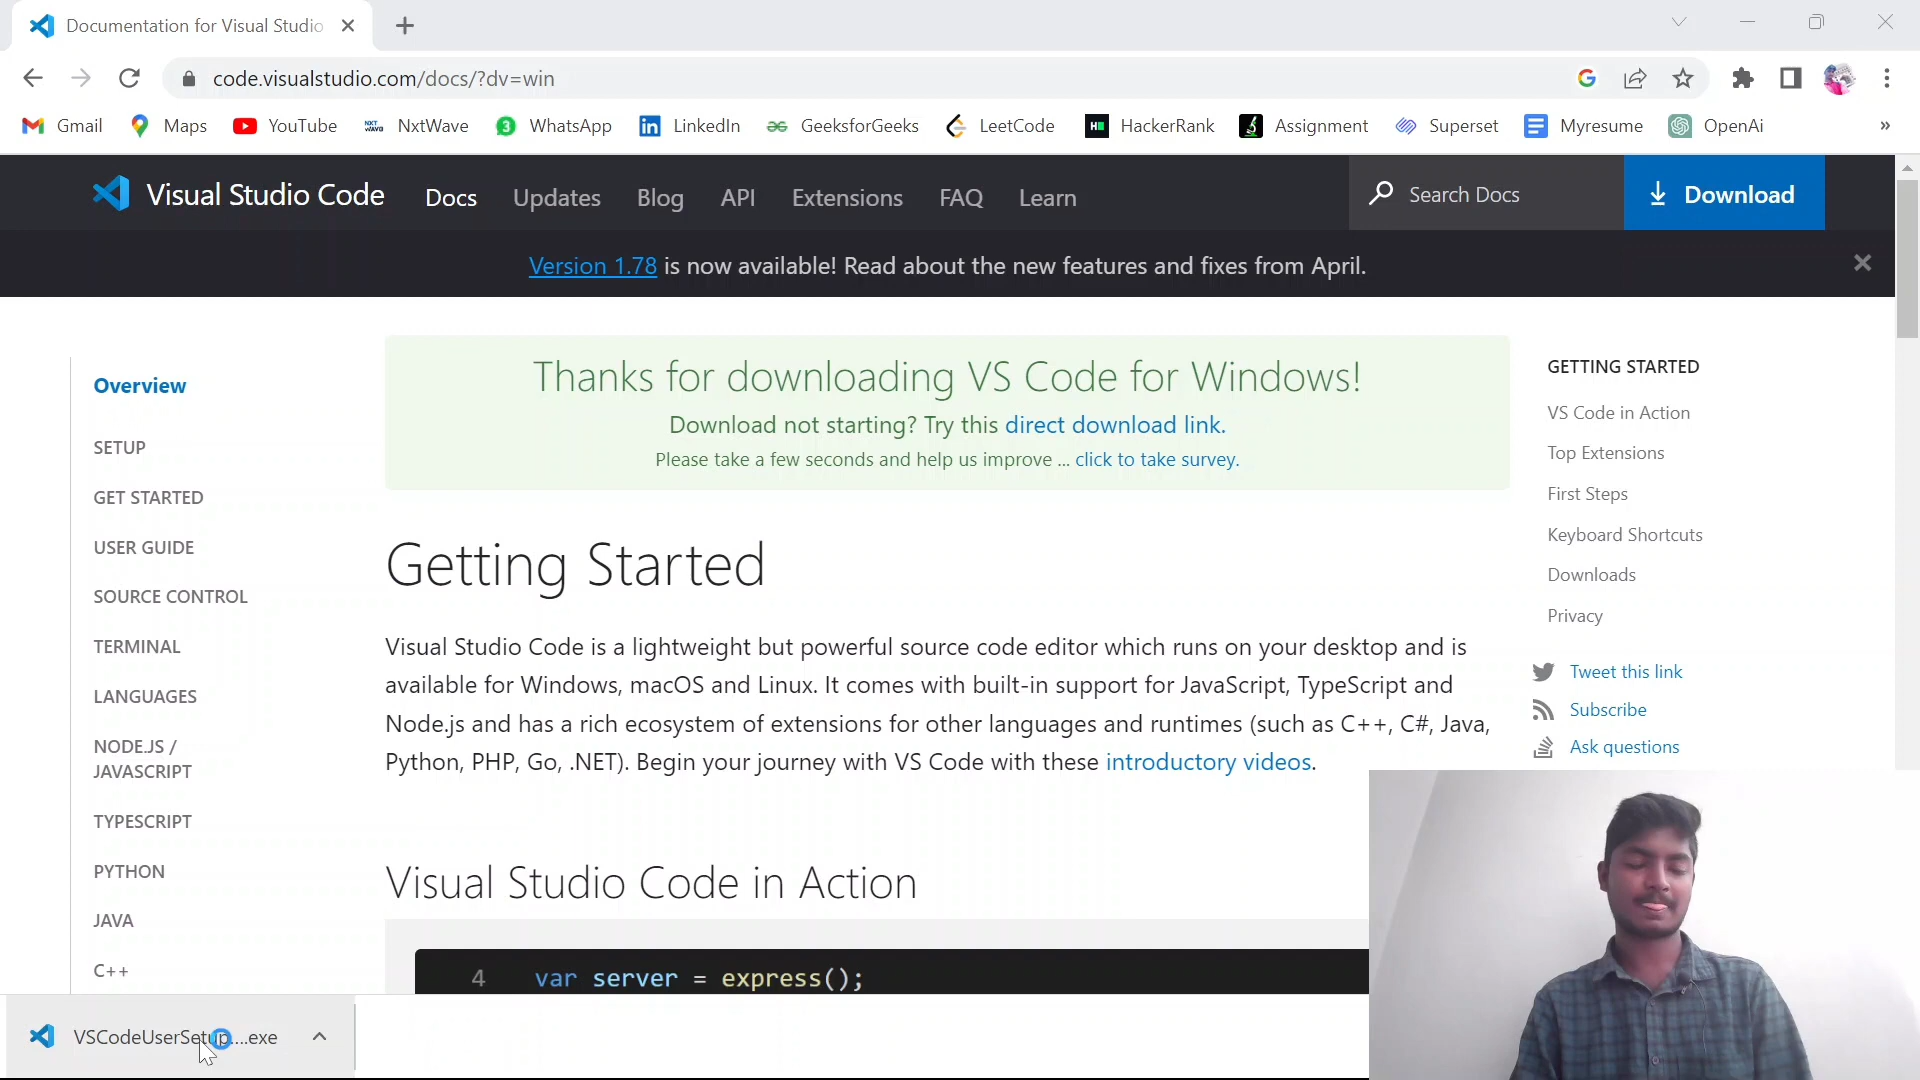 Documentation for Visual Studio
code.visualstudio.com/docs/?dv=win
Gmail
Maps
YouTube
NXT WAVE
NxtWave
3
WhatsApp
LinkedIn
GeeksforGeeks
LeetCode
HackerRank
Assignment
Superset
Myresume
OpenAi
»
Visual Studio Code
Docs
Updates
Blog
API
Extensions
FAQ
Learn
Search Docs
Download
Version 1.78 is now available! Read about the new features and fixes from April.
Overview
SETUP
GET STARTED
USER GUIDE
SOURCE CONTROL
TERMINAL
LANGUAGES
NODE.JS /
JAVASCRIPT
TYPESCRIPT
PYTHON
JAVA
C++
Thanks for downloading VS Code for Windows!
Download not starting? Try this direct download link.
Please take a few seconds and help us improve ... click to take survey.
Getting Started
Visual Studio Code is a lightweight but powerful source code editor which runs on your desktop and is
available for Windows, macOS and Linux. It comes with built-in support for JavaScript, TypeScript and
Node.js and has a rich ecosystem of extensions for other languages and runtimes (such as C++, C#, Java,
Python, PHP, Go, .NET). Begin your journey with VS Code with these introductory videos.
Visual Studio Code in Action
4 var server = express();
GETTING STARTED
VS Code in Action
Top Extensions
First Steps
Keyboard Shortcuts
Downloads
Privacy
Tweet this link
Subscribe
Ask questions
VSCodeUserSetup....exe